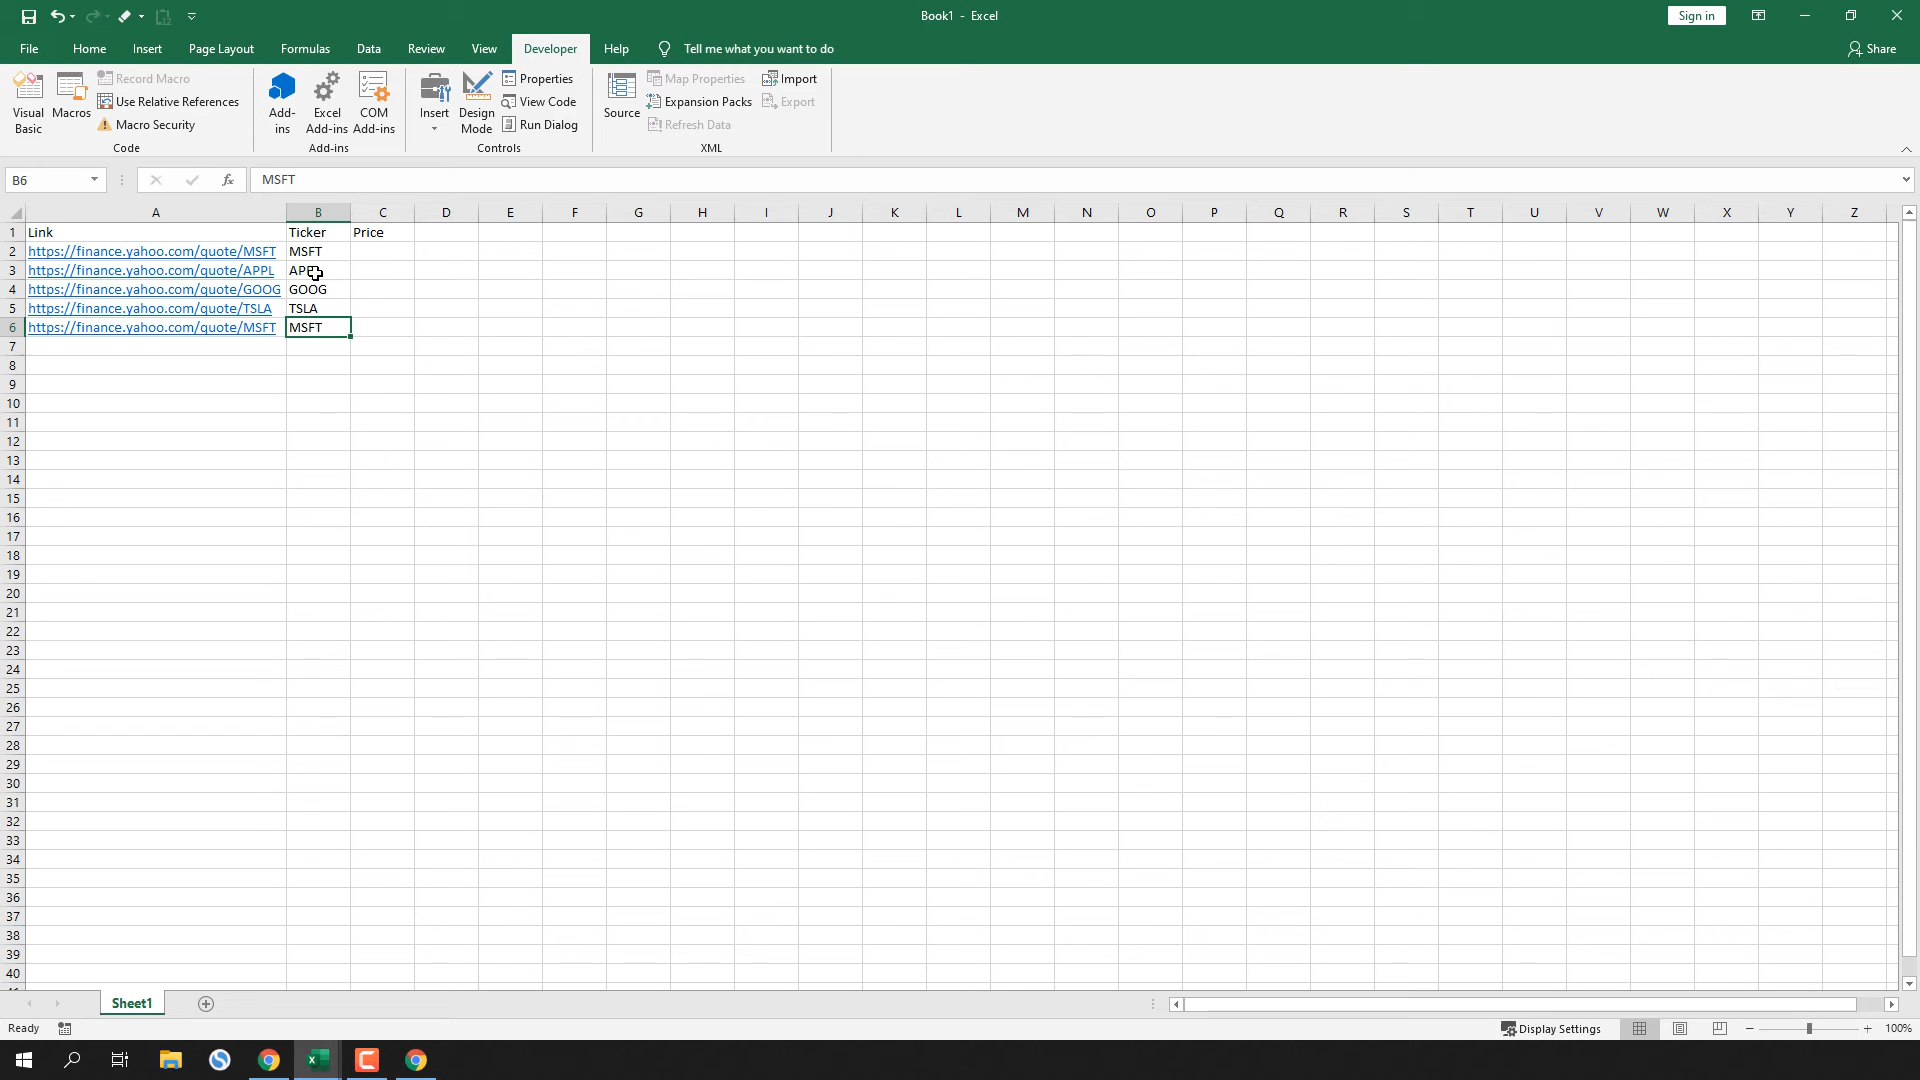 Book1 - Excel
Sign in
File Home Insert Page Layout Formulas Data Review View Developer Help Tell me what you want to do Share
Visual Basic
Macros
Record Macro
Use Relative References
Macro Security
Code
Add-ins
Excel Add-ins
COM Add-ins
Add-ins
Insert
Design Mode
Properties
View Code
Run Dialog
Controls
Source
Map Properties
Expansion Packs
Refresh Data
Import
Export
XML
B6 fx MSFT
A B C D E F G H I J K L M N O P Q R S T U V W X Y Z
1 Link Ticker Price
2 https://finance.yahoo.com/quote/MSFT MSFT
3 https://finance.yahoo.com/quote/APPL
4 https://finance.yahoo.com/quote/GOOG GOOG
5 https://finance.yahoo.com/quote/TSLA TSLA
6 https://finance.yahoo.com/quote/MSFT MSFT
7
8
9
10
11
12
13
14
15
16
17
18
19
20
21
22
23
24
25
26
27
28
29
30
31
32
33
34
35
36
37
38
39
40
Sheet1
Ready Display Settings 100%